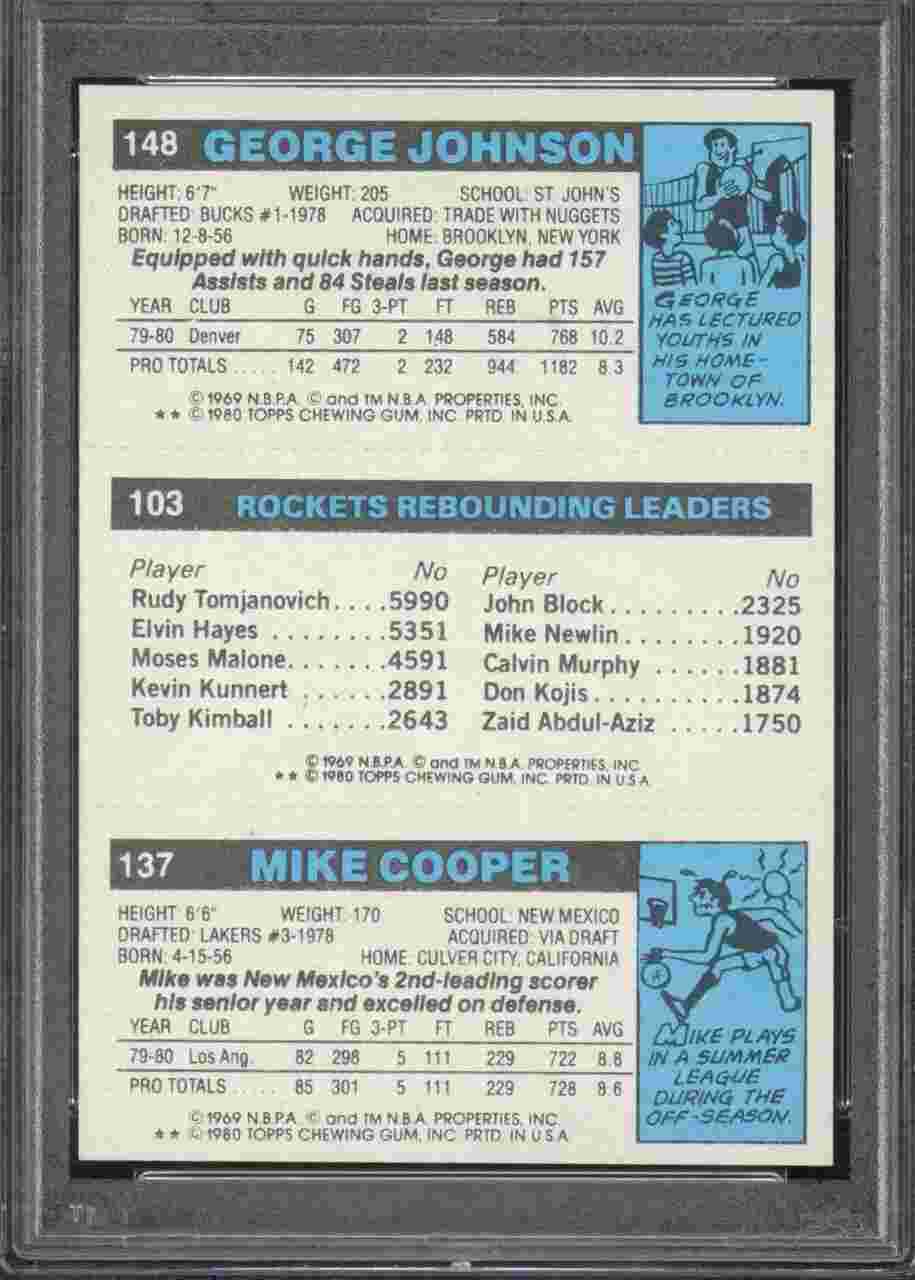 148 GEORGE JOHNSON
HEIGHT: 6'7" WEIGHT: 205 SCHOOL: ST JOHN'S
DRAFTED: BUCKS #1-1978 ACQUIRED: TRADE WITH NUGGETS
BORN: 12-8-56 HOME: BROOKLYN, NEW YORK
Equipped with quick hands, George had 157
Assists and 84 Steals last season.
YEAR CLUB G FG 3-PT FT REB PTS AVG
79-80 Denver 75 307 2 148 584 768 10.2
PRO TOTALS ..... 142 472 2 232 944 1182 8.3
© 1969 N.B.P.A. © and TM N.B.A. PROPERTIES, INC.
** © 1980 TOPPS CHEWING GUM, INC. PRTD. IN U.S.A.
GEORGE
HAS LECTURED
YOUTHS IN
HIS HOME-
TOWN OF
BROOKLYN.
103 ROCKETS REBOUNDING LEADERS
Player No Player No
Rudy Tomjanovich....5990 John Block.........2325
Elvin Hayes ........5351 Mike Newlin........1920
Moses Malone.......4591 Calvin Murphy ......1881
Kevin Kunnert ......2891 Don Kojis..........1874
Toby Kimball .......2643 Zaid Abdul-Aziz .....1750
© 1969 N.B.P.A. © and TM N.B.A. PROPERTIES, INC.
** © 1980 TOPPS CHEWING GUM, INC. PRTD. IN U.S.A.
137 MIKE COOPER
HEIGHT: 6'6" WEIGHT: 170 SCHOOL: NEW MEXICO
DRAFTED: LAKERS #3-1978 ACQUIRED: VIA DRAFT
BORN: 4-15-56 HOME: CULVER CITY, CALIFORNIA
Mike was New Mexico's 2nd-leading scorer
his senior year and excelled on defense.
YEAR CLUB G FG 3-PT FT REB PTS AVG
79-80 Los Ang. 82 298 5 111 229 722 8.8
PRO TOTALS ..... 85 301 5 111 229 728 8.6
© 1969 N.B.P.A. © and TM N.B.A. PROPERTIES, INC.
** © 1980 TOPPS CHEWING GUM, INC. PRTD. IN U.S.A.
MIKE PLAYS
IN A SUMMER
LEAGUE
DURING THE
OFF-SEASON.